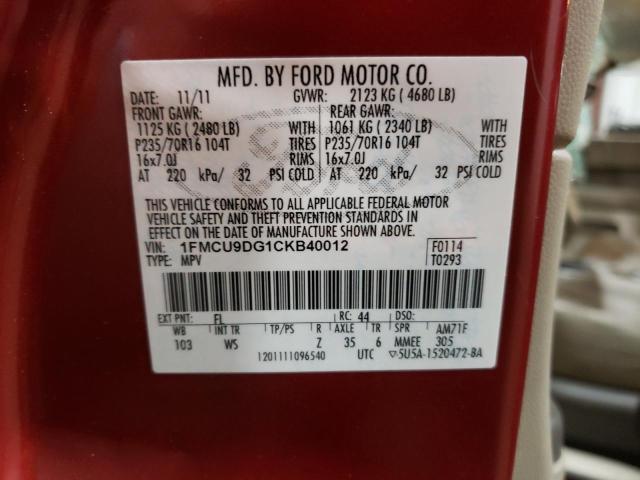 MFD. BY FORD MOTOR CO.
DATE: 11/11 GVWR: 2123 KG ( 4680 LB)
FRONT GAWR: REAR GAWR:
1125 KG ( 2480 LB) WITH 1061 KG ( 2340 LB) WITH
P235/70R16 104T TIRES P235/70R16 104T TIRES
16x7.0J RIMS 16x7.0J RIMS
AT 220 kPa/ 32 PSI COLD AT 220 kPa/ 32 PSI COLD
THIS VEHICLE CONFORMS TO ALL APPLICABLE FEDERAL MOTOR
VEHICLE SAFETY AND THEFT PREVENTION STANDARDS IN
EFFECT ON THE DATE OF MANUFACTURE SHOWN ABOVE.
VIN: 1FMCU9DG1CKB40012 F0114
TYPE: MPV T0293
EXT PNT: FL RC: 44 DSO:
WB INT TR TP/PS R AXLE TR SPR AM71F
103 WS Z 35 6 MMEE 305
1201111096540 UTC ▽5U5A-1520472-BA